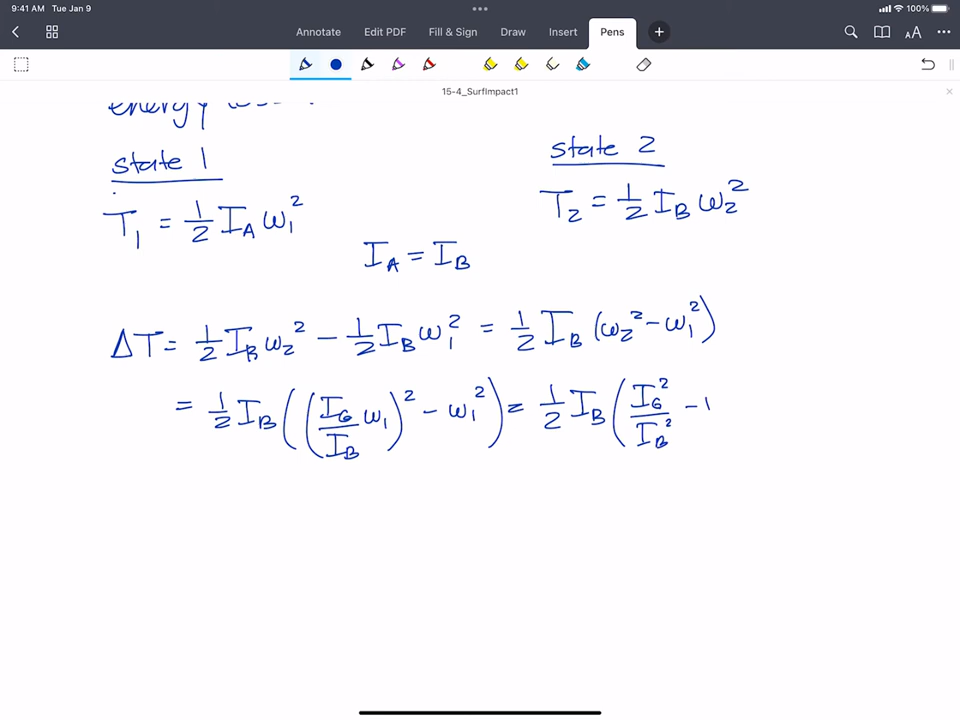 9:41 AM Tue Jan 9
100%
Annotate Edit PDF Fill & Sign Draw Insert Pens
AA
15-4_SurfImpact1
energy
state 1
state 2
T₁ = 1/2 I_A ω₁²
T₂ = 1/2 I_B ω₂²
I_A = I_B
ΔT = 1/2 I_B ω₂² − 1/2 I_B ω₁² = 1/2 I_B (ω₂² − ω₁²)
= 1/2 I_B ((I_G/I_B ω₁)² − ω₁²) = 1/2 I_B (I_G²/I_B² − 1